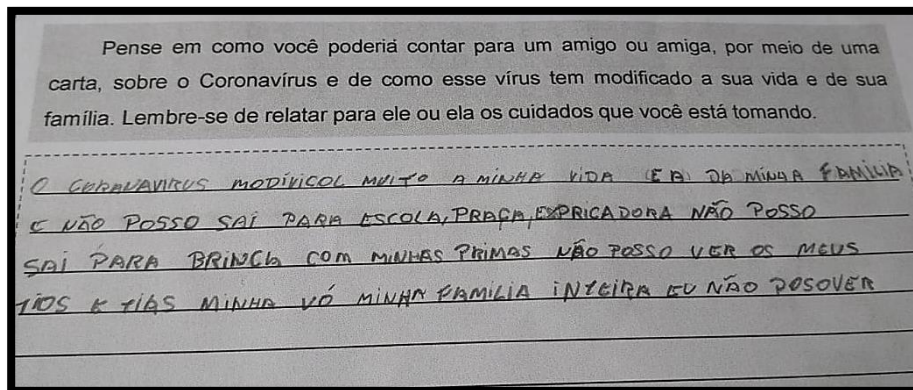 Pense em como você poderia contar para um amigo ou amiga, por meio de uma
carta, sobre o Coronavírus e de como esse vírus tem modificado a sua vida e de sua
família. Lembre-se de relatar para ele ou ela os cuidados que você está tomando.
O CORANAVIRUS MODIVICOL MUITO A MINHA VIDA (E A) DA MINHA FAMILIA
E NÃO POSSO SAI PARA ESCOLA, PRAÇA, EXPRICADORA NÃO POSSO
SAI PARA BRINCA COM MINHAS PRIMAS NÃO POSSO VER OS MEUS
TIOS E TIAS MINHA VÓ MINHA FAMILIA INTEIRA EU NÃO POSOVER